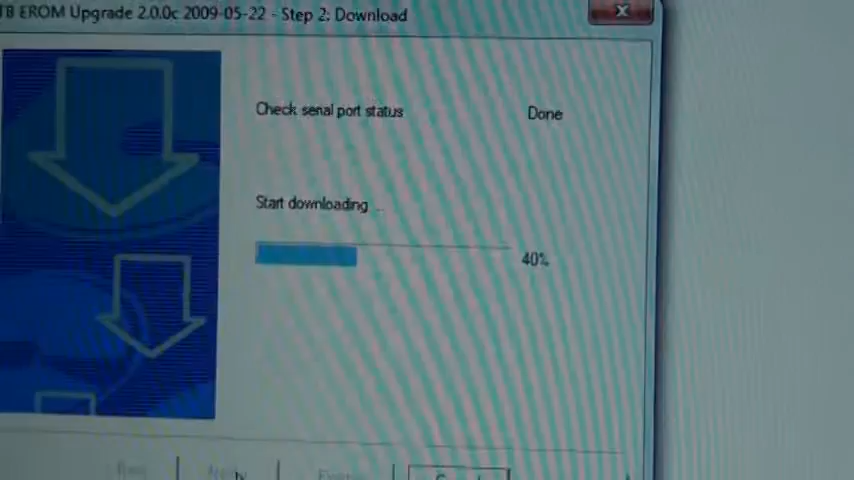 TB EROM Upgrade 2.0.0c 2009-05-22 - Step 2: Download
Check serial port status Done
Start downloading ...
40%